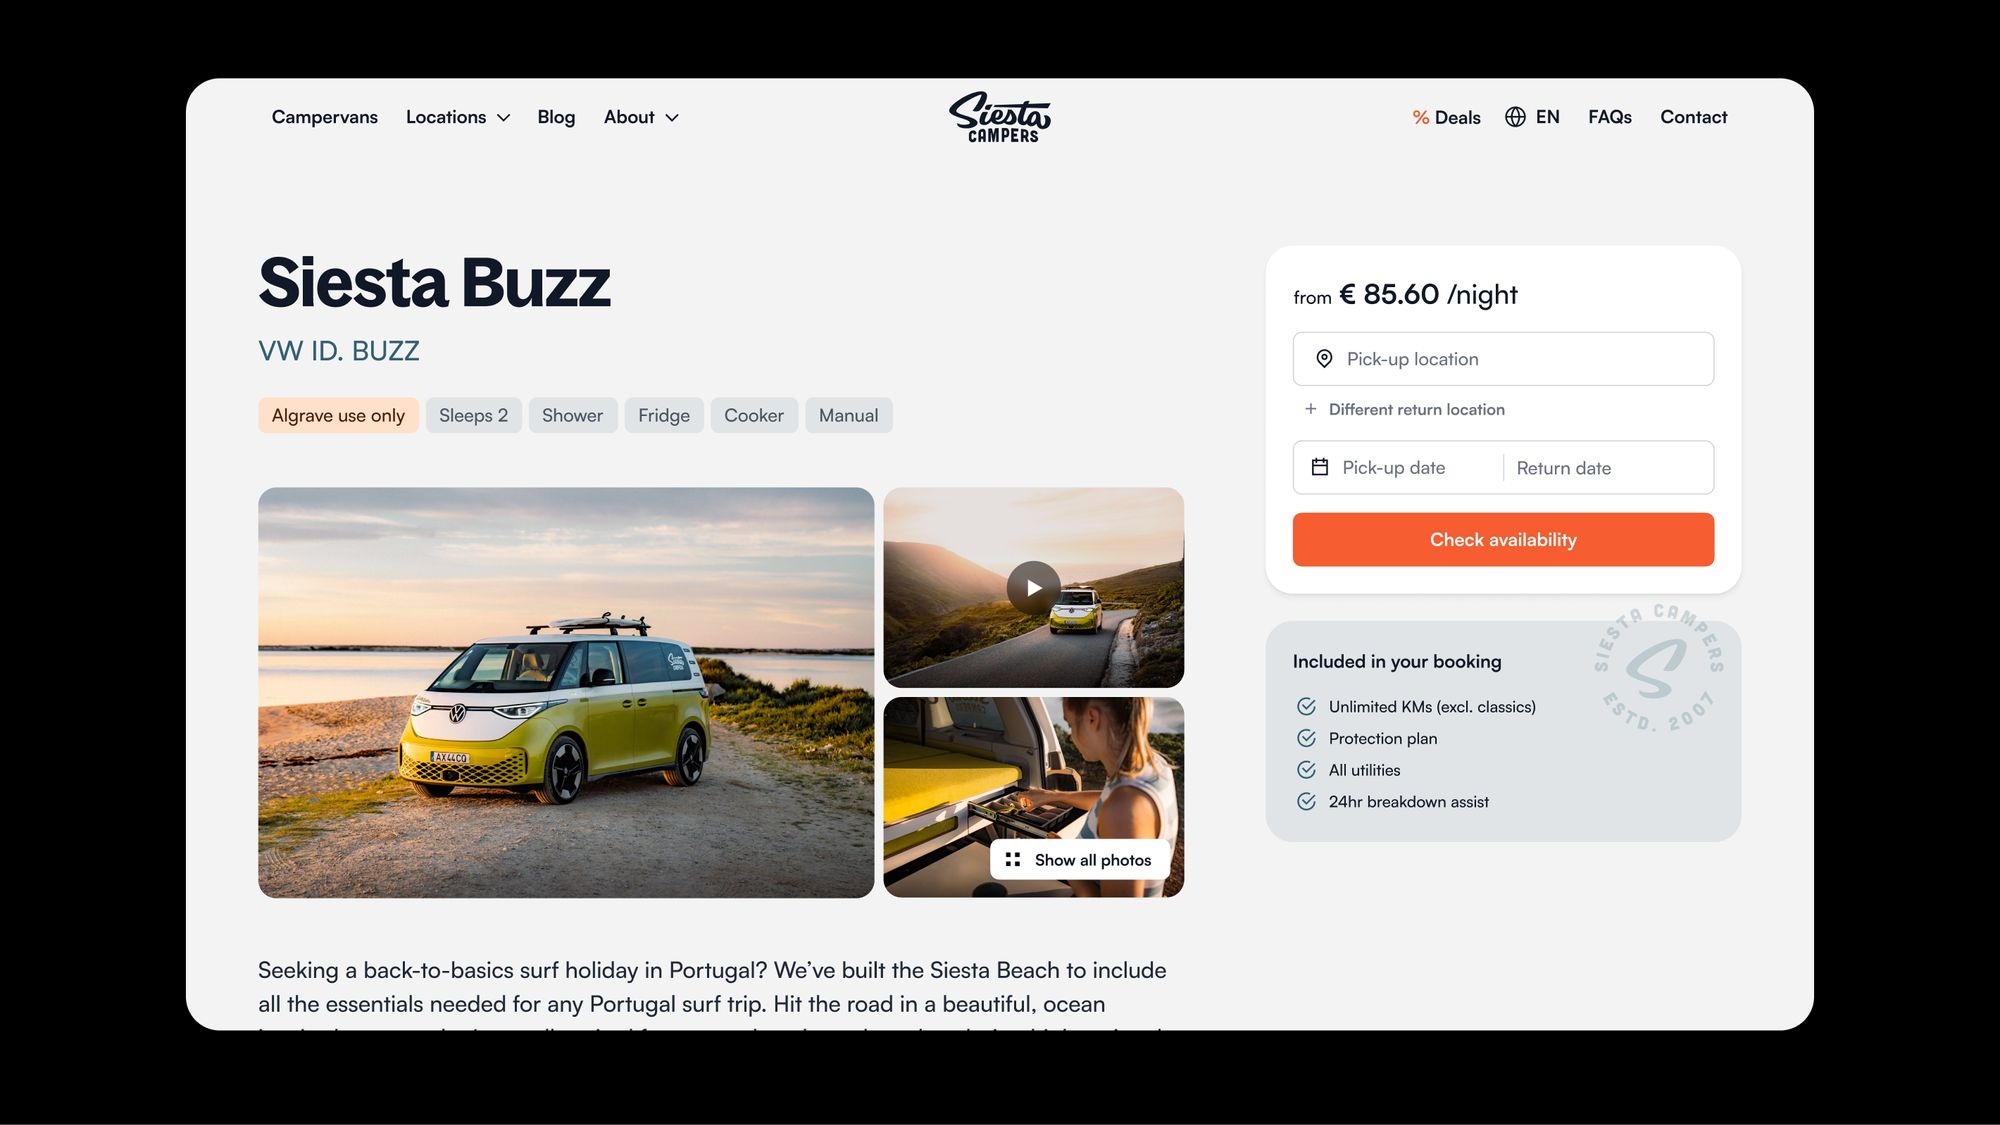 Campervans Locations Blog About
Siesta
CAMPERS
% Deals EN FAQs Contact
Siesta Buzz
VW ID. BUZZ
Algrave use only Sleeps 2 Shower Fridge Cooker Manual
AX44CQ
Show all photos
Seeking a back-to-basics surf holiday in Portugal? We’ve built the Siesta Beach to include
all the essentials needed for any Portugal surf trip. Hit the road in a beautiful, ocean
from € 85.60 /night
Pick-up location
+ Different return location
Pick-up date Return date
Check availability
Included in your booking
Unlimited KMs (excl. classics)
Protection plan
All utilities
24hr breakdown assist
SIESTA CAMPERS
S
ESTD. 2007